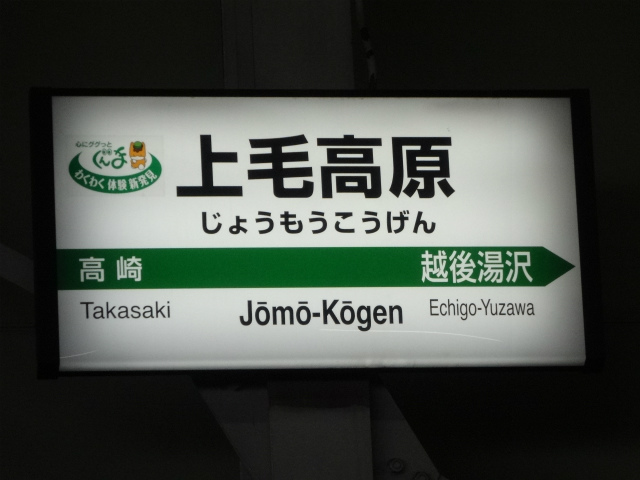 心にググっと
ぐんま
わくわく 体験 新発見
上毛高原
じょうもうこうげん
高崎 越後湯沢
Takasaki Jōmō-Kōgen Echigo-Yuzawa